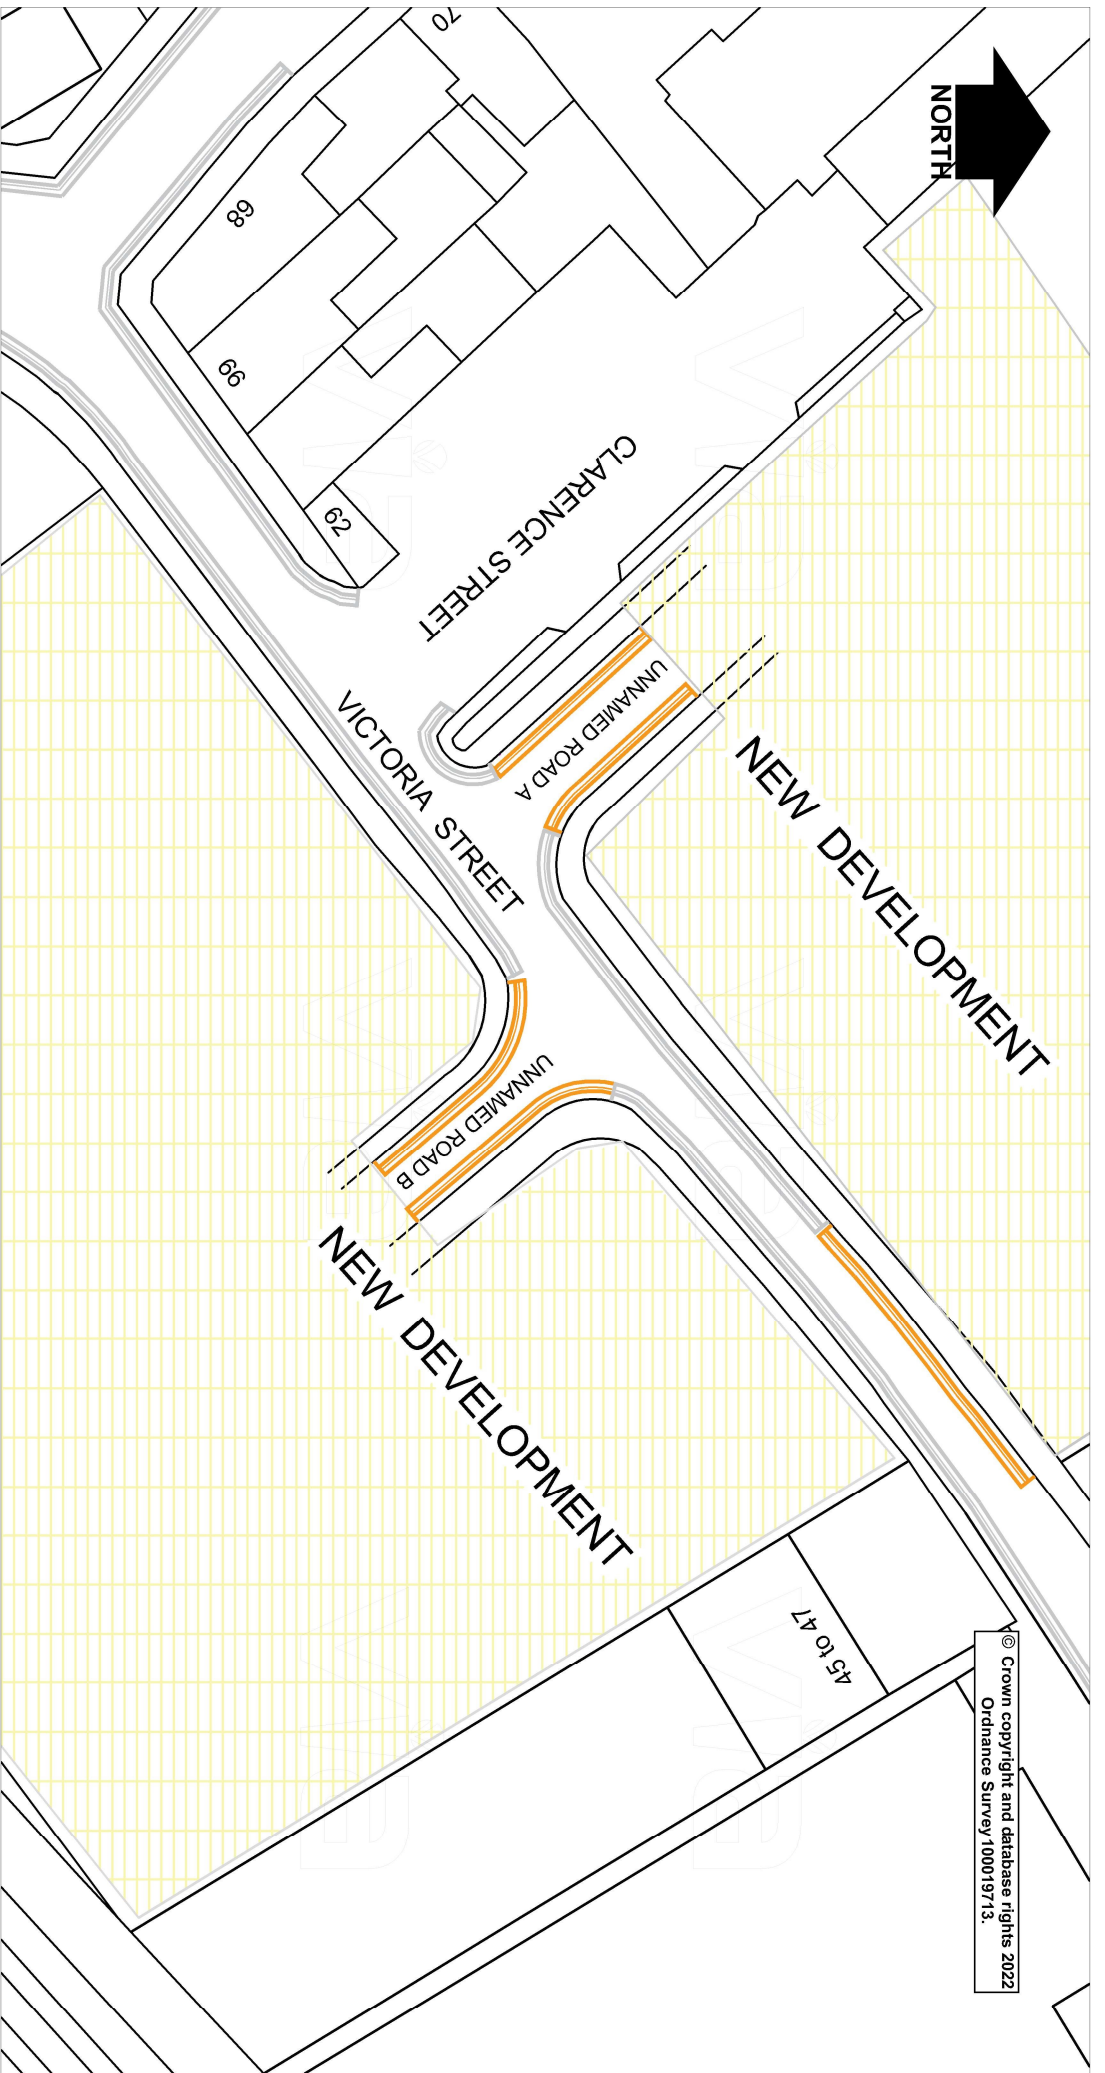 NORTH
70
68
66
62
CLARENCE STREET
VICTORIA STREET
UNNAMED ROAD A
NEW DEVELOPMENT
UNNAMED ROAD B
NEW DEVELOPMENT
45 to 47
© Crown copyright and database rights 2022
Ordnance Survey 100019713.